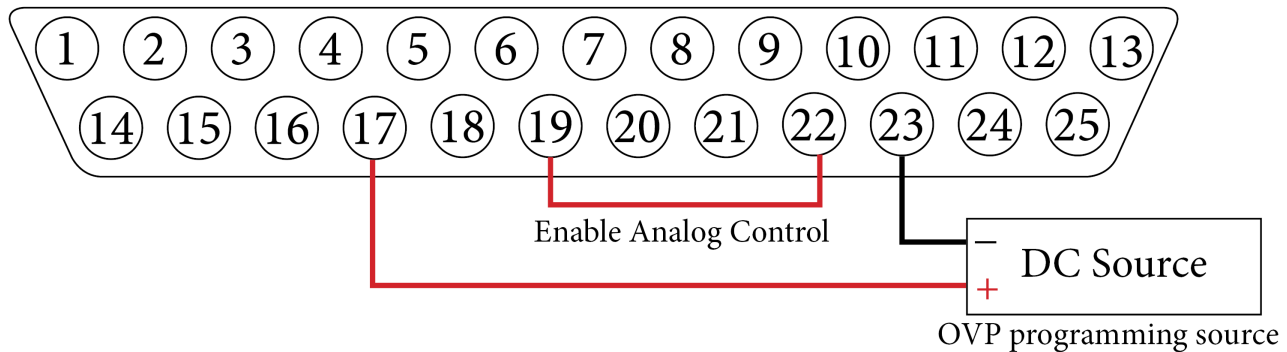 1 2 3 4 5 6 7 8 9 10 11 12 13
14 15 16 17 18 19 20 21 22 23 24 25
Enable Analog Control
− DC Source
+
OVP programming source